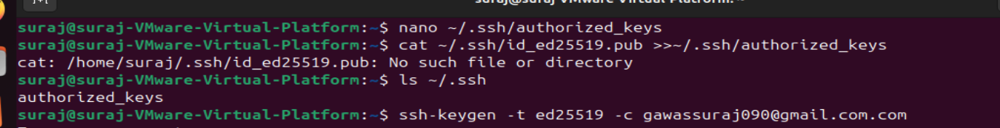 suraj@suraj-VMware-Virtual-Platform: ~
suraj@suraj-VMware-Virtual-Platform:~$ nano ~/.ssh/authorized_keys
suraj@suraj-VMware-Virtual-Platform:~$ cat ~/.ssh/id_ed25519.pub >>~/.ssh/authorized_keys
cat: /home/suraj/.ssh/id_ed25519.pub: No such file or directory
suraj@suraj-VMware-Virtual-Platform:~$ ls ~/.ssh
authorized_keys
suraj@suraj-VMware-Virtual-Platform:~$ ssh-keygen -t ed25519 -c gawassuraj090@gmail.com.com